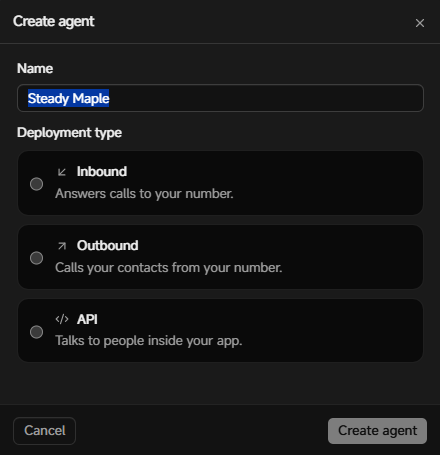 Create agent
Name
Steady Maple
Deployment type
Inbound
Answers calls to your number.
Outbound
Calls your contacts from your number.
</> API
Talks to people inside your app.
Cancel
Create agent